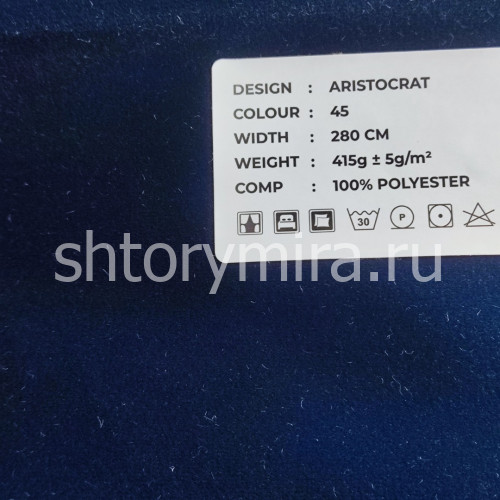 DESIGN : ARISTOCRAT
COLOUR : 45
WIDTH : 280 CM
WEIGHT : 415g ± 5g/m²
COMP : 100% POLYESTER
30 P
shtorymira.ru